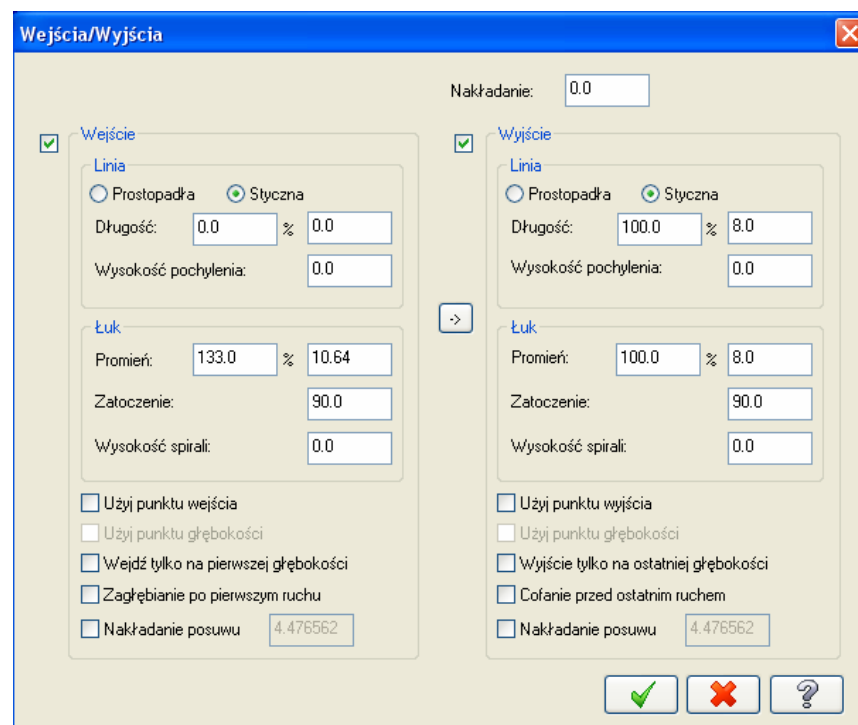 Wejścia/Wyjścia
Nakładanie: 0.0
Wejście
Linia
Prostopadła Styczna
Długość: 0.0 % 0.0
Wysokość pochylenia: 0.0
Łuk
Promień: 133.0 % 10.64
Zatoczenie: 90.0
Wysokość spirali: 0.0
Użyj punktu wejścia
Użyj punktu głębokości
Wejdź tylko na pierwszej głębokości
Zagłębianie po pierwszym ruchu
Nakładanie posuwu 4.476562
->
Wyjście
Linia
Prostopadła Styczna
Długość: 100.0 % 8.0
Wysokość pochylenia: 0.0
Łuk
Promień: 100.0 % 8.0
Zatoczenie: 90.0
Wysokość spirali: 0.0
Użyj punktu wyjścia
Użyj punktu głębokości
Wyjście tylko na ostatniej głębokości
Cofanie przed ostatnim ruchem
Nakładanie posuwu 4.476562